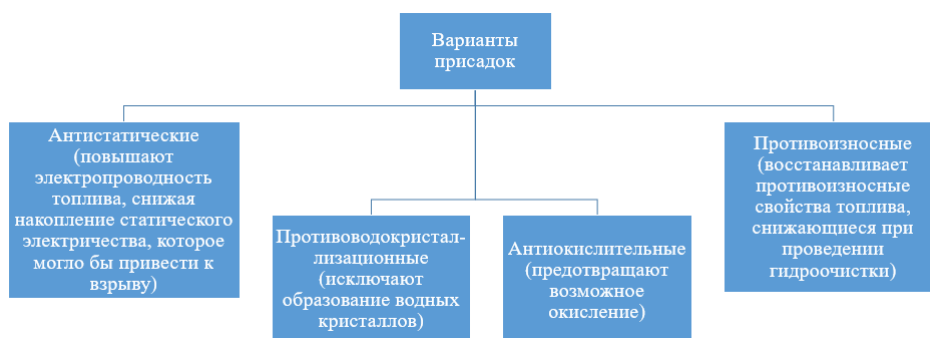 Варианты
присадок
Антистатические
(повышают
электропроводность
топлива, снижая
накопление статического
электричества, которое
могло бы привести к
взрыву)
Противоводокристал-
лизационные
(исключают
образование водных
кристаллов)
Антиокислительные
(предотвращают
возможное
окисление)
Противоизносные
(восстанавливает
противоизносные
свойства топлива,
снижающиеся при
проведении
гидроочистки)